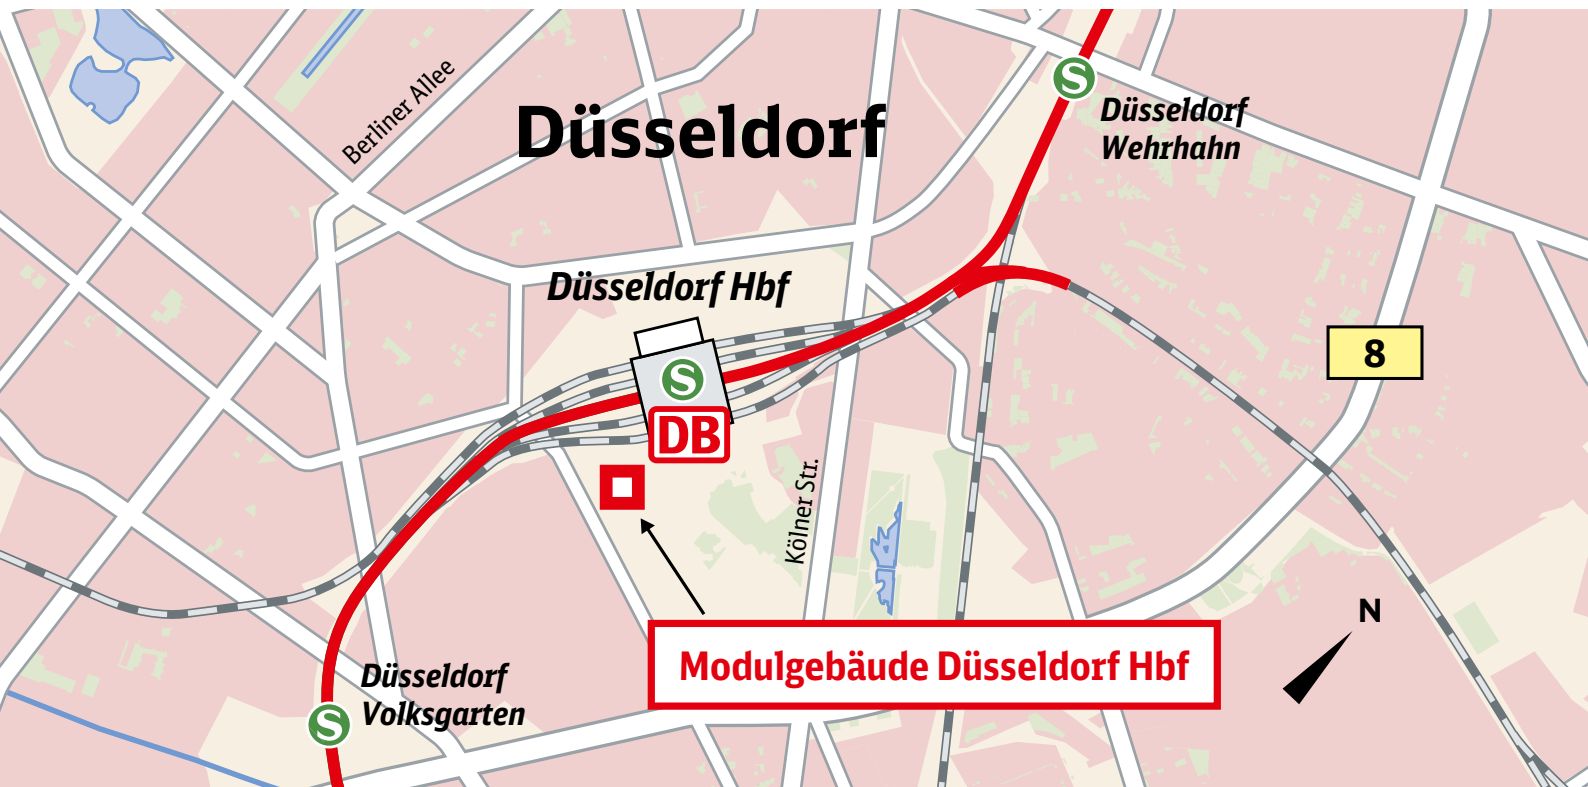 Berliner Allee
Düsseldorf
S
Düsseldorf
Wehrhahn
Düsseldorf Hbf
S
DB
8
Kölner Str.
N
Modulgebäude Düsseldorf Hbf
Düsseldorf
Volksgarten
S